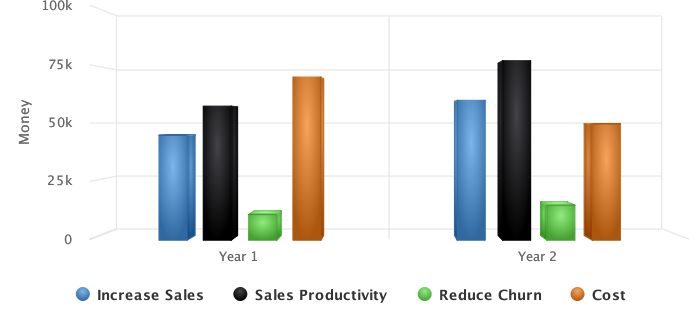 100k
75k
50k
25k
0
Money
Year 1
Year 2
Increase Sales
Sales Productivity
Reduce Churn
Cost